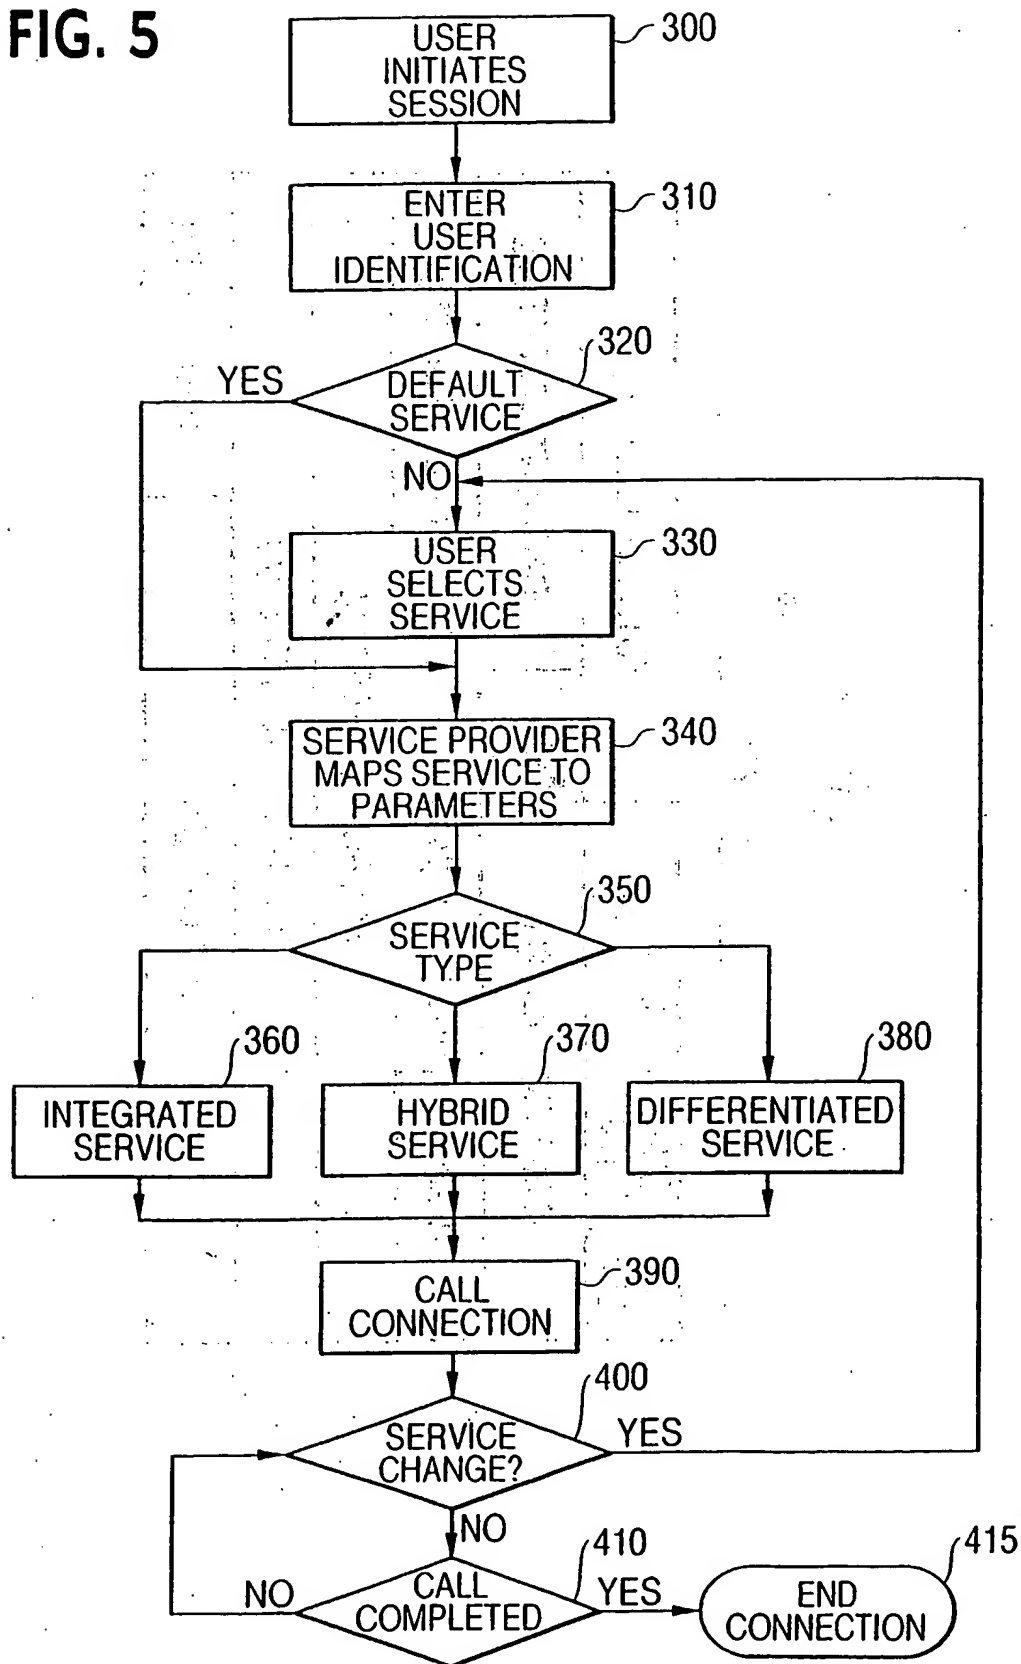 FIG. 5
USER
INITIATES
SESSION
300
ENTER
USER
IDENTIFICATION
310
DEFAULT
SERVICE
320
YES
NO
USER
SELECTS
SERVICE
330
SERVICE PROVIDER
MAPS SERVICE TO
PARAMETERS
340
SERVICE
TYPE
350
INTEGRATED
SERVICE
360
HYBRID
SERVICE
370
DIFFERENTIATED
SERVICE
380
CALL
CONNECTION
390
SERVICE
CHANGE?
400
YES
NO
CALL
COMPLETED
410
NO
YES
END
CONNECTION
415